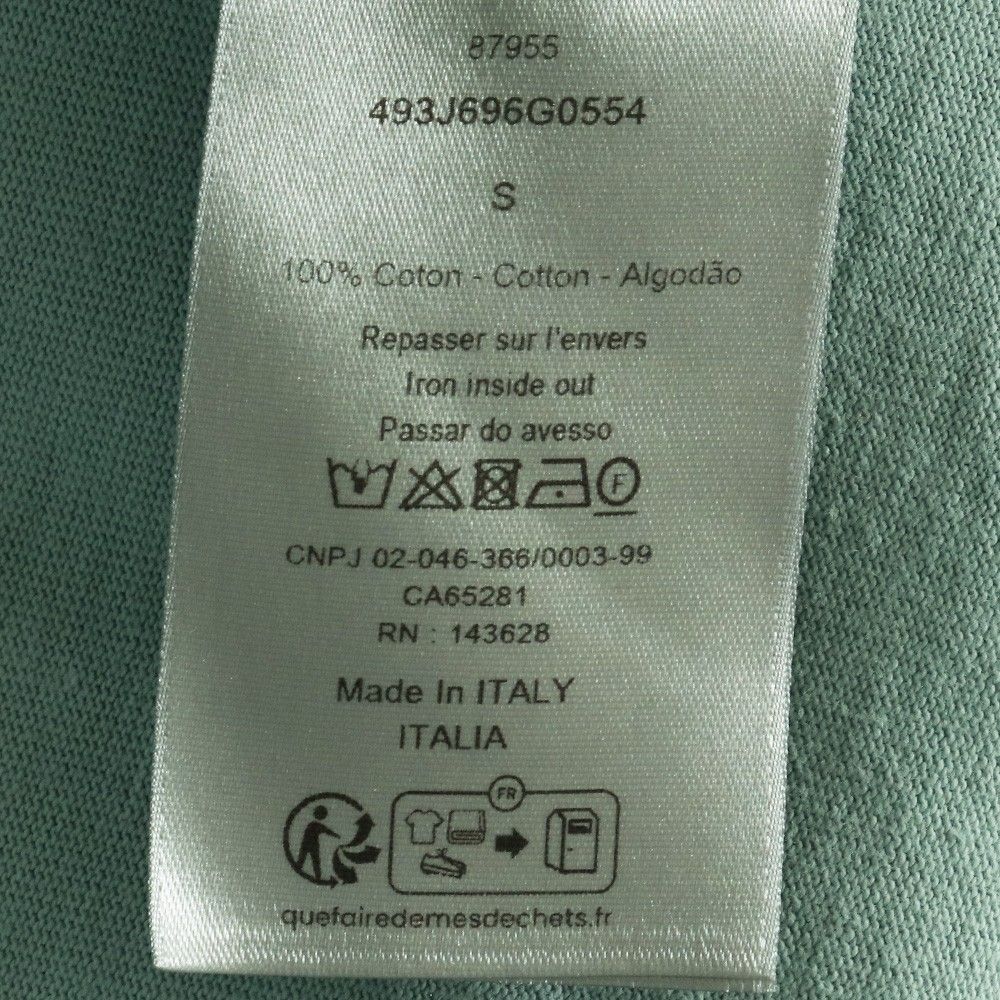 87955
493J696G0554
S
100% Coton - Cotton - Algodão
Repasser sur l'envers
Iron inside out
Passar do avesso
F
CNPJ 02-046-366/0003-99
CA65281
RN : 143628
Made In ITALY
ITALIA
FR
quefairedemesdechets.fr